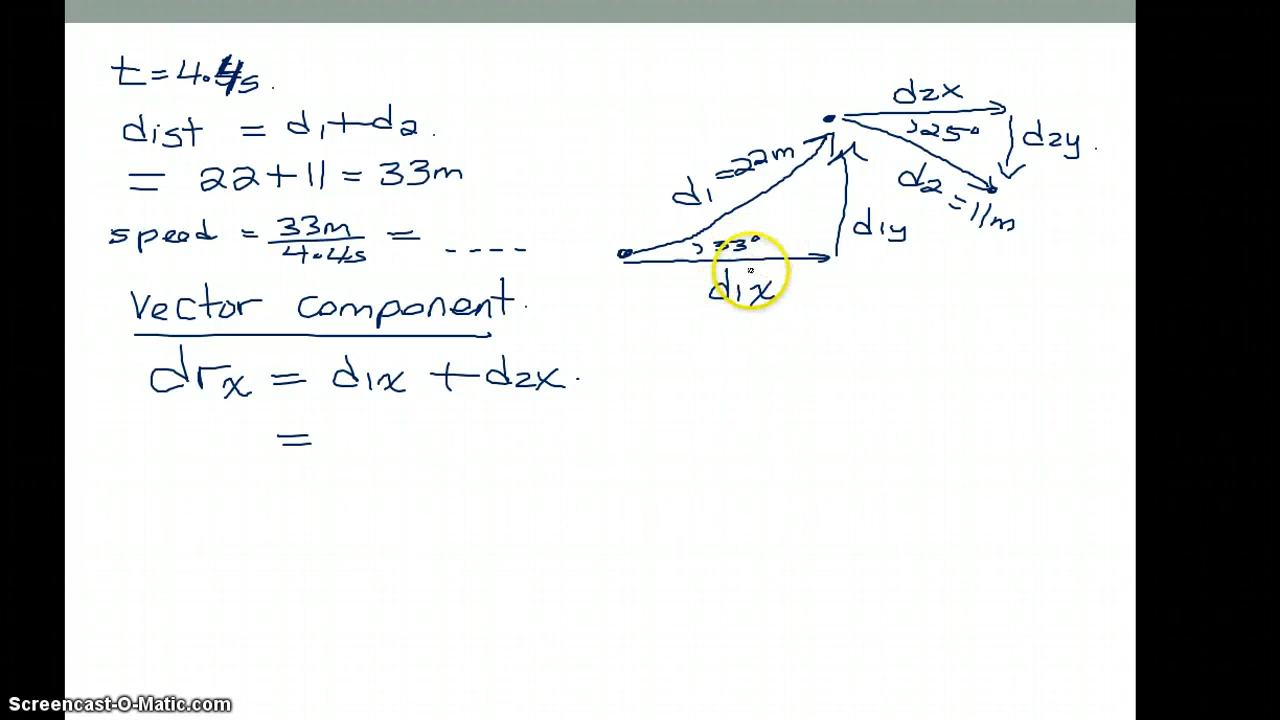 t = 4.4s.
dist = d1 + d2.
= 22 + 11 = 33m
speed = 33m/4.4s = ----
vector component.
drx = d1x + d2x.
=
d2x
25°
d2y.
d1 = 22m
d2 = 11m
d1y
33°
d1x
Screencast-O-Matic.com